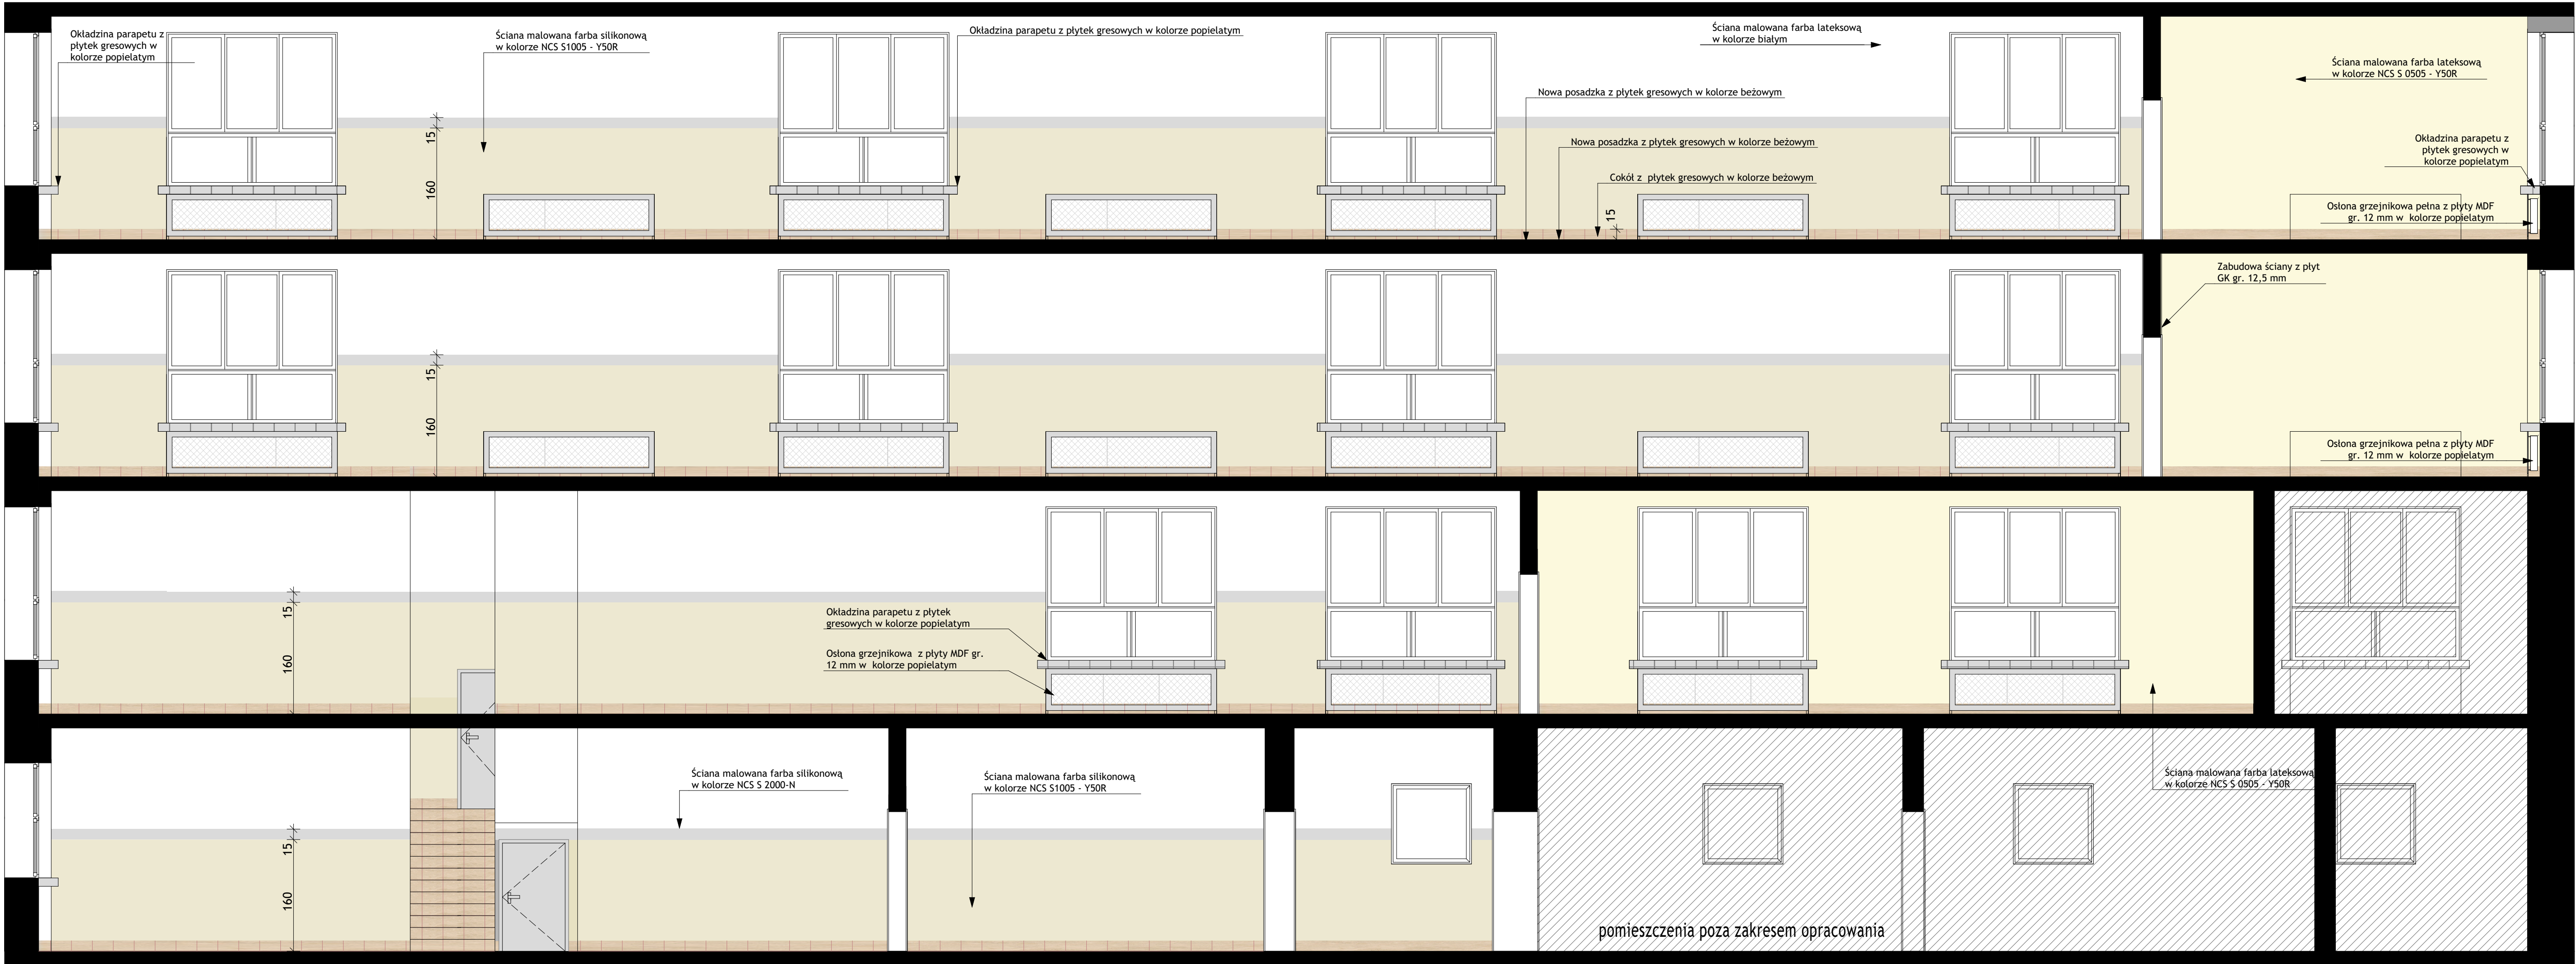 Okładzina parapetu z
płytek gresowych w
kolorze popielatym
Ściana malowana farba silikonową
w kolorze NCS S1005 - Y50R
Okładzina parapetu z płytek gresowych w kolorze popielatym
Ściana malowana farba lateksową
w kolorze białym
Ściana malowana farba lateksową
w kolorze NCS S 0505 - Y50R
Nowa posadzka z płytek gresowych w kolorze beżowym
Nowa posadzka z płytek gresowych w kolorze beżowym
Cokół z płytek gresowych w kolorze beżowym
Okładzina parapetu z
płytek gresowych w
kolorze popielatym
Osłona grzejnikowa pełna z płyty MDF
gr. 12 mm w kolorze popielatym
15
160
15
Zabudowa ściany z płyt
GK gr. 12,5 mm
15
160
Osłona grzejnikowa pełna z płyty MDF
gr. 12 mm w kolorze popielatym
15
160
Okładzina parapetu z płytek
gresowych w kolorze popielatym
Osłona grzejnikowa z płyty MDF gr.
12 mm w kolorze popielatym
Ściana malowana farba silikonową
w kolorze NCS S 2000-N
Ściana malowana farba silikonową
w kolorze NCS S1005 - Y50R
Ściana malowana farba lateksową
w kolorze NCS S 0505 - Y50R
15
160
pomieszczenia poza zakresem opracowania